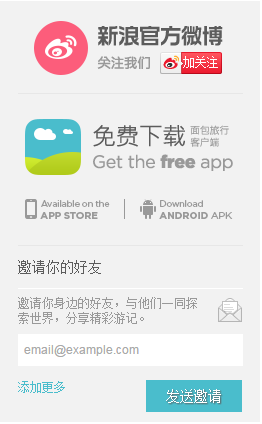 新浪官方微博
关注我们 加关注
免费下载 面包旅行
客户端
Get the free app
Available on the
APP STORE
Download
ANDROID APK
邀请你的好友
邀请你身边的好友，与他们一同探
索世界，分享精彩游记。
email@example.com
添加更多
发送邀请